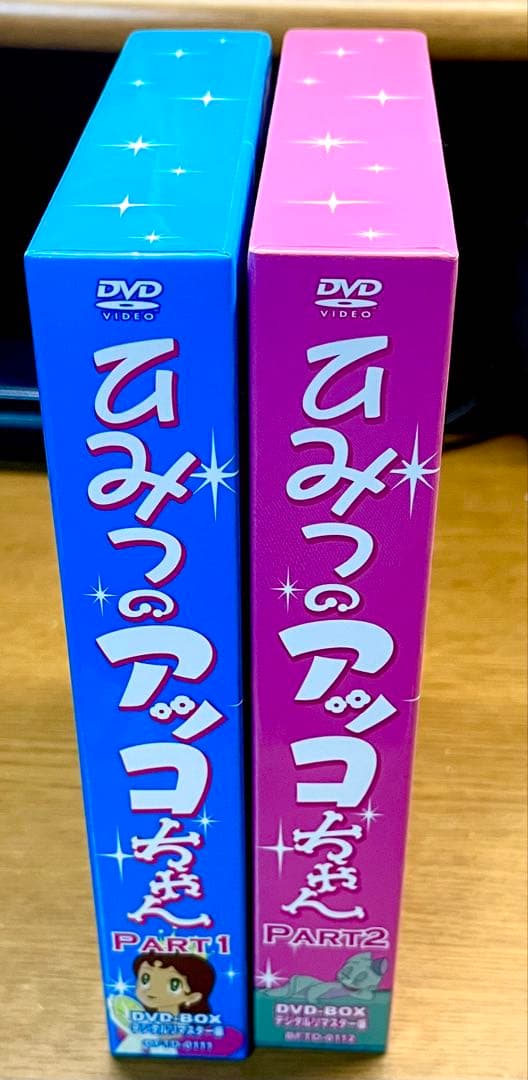 DVD
VIDEO
ひみつのアッコちゃん
PART1
DVD-BOX
デジタルリマスター版
DVD
VIDEO
ひみつのアッコちゃん
PART2
DVD-BOX
デジタルリマスター版